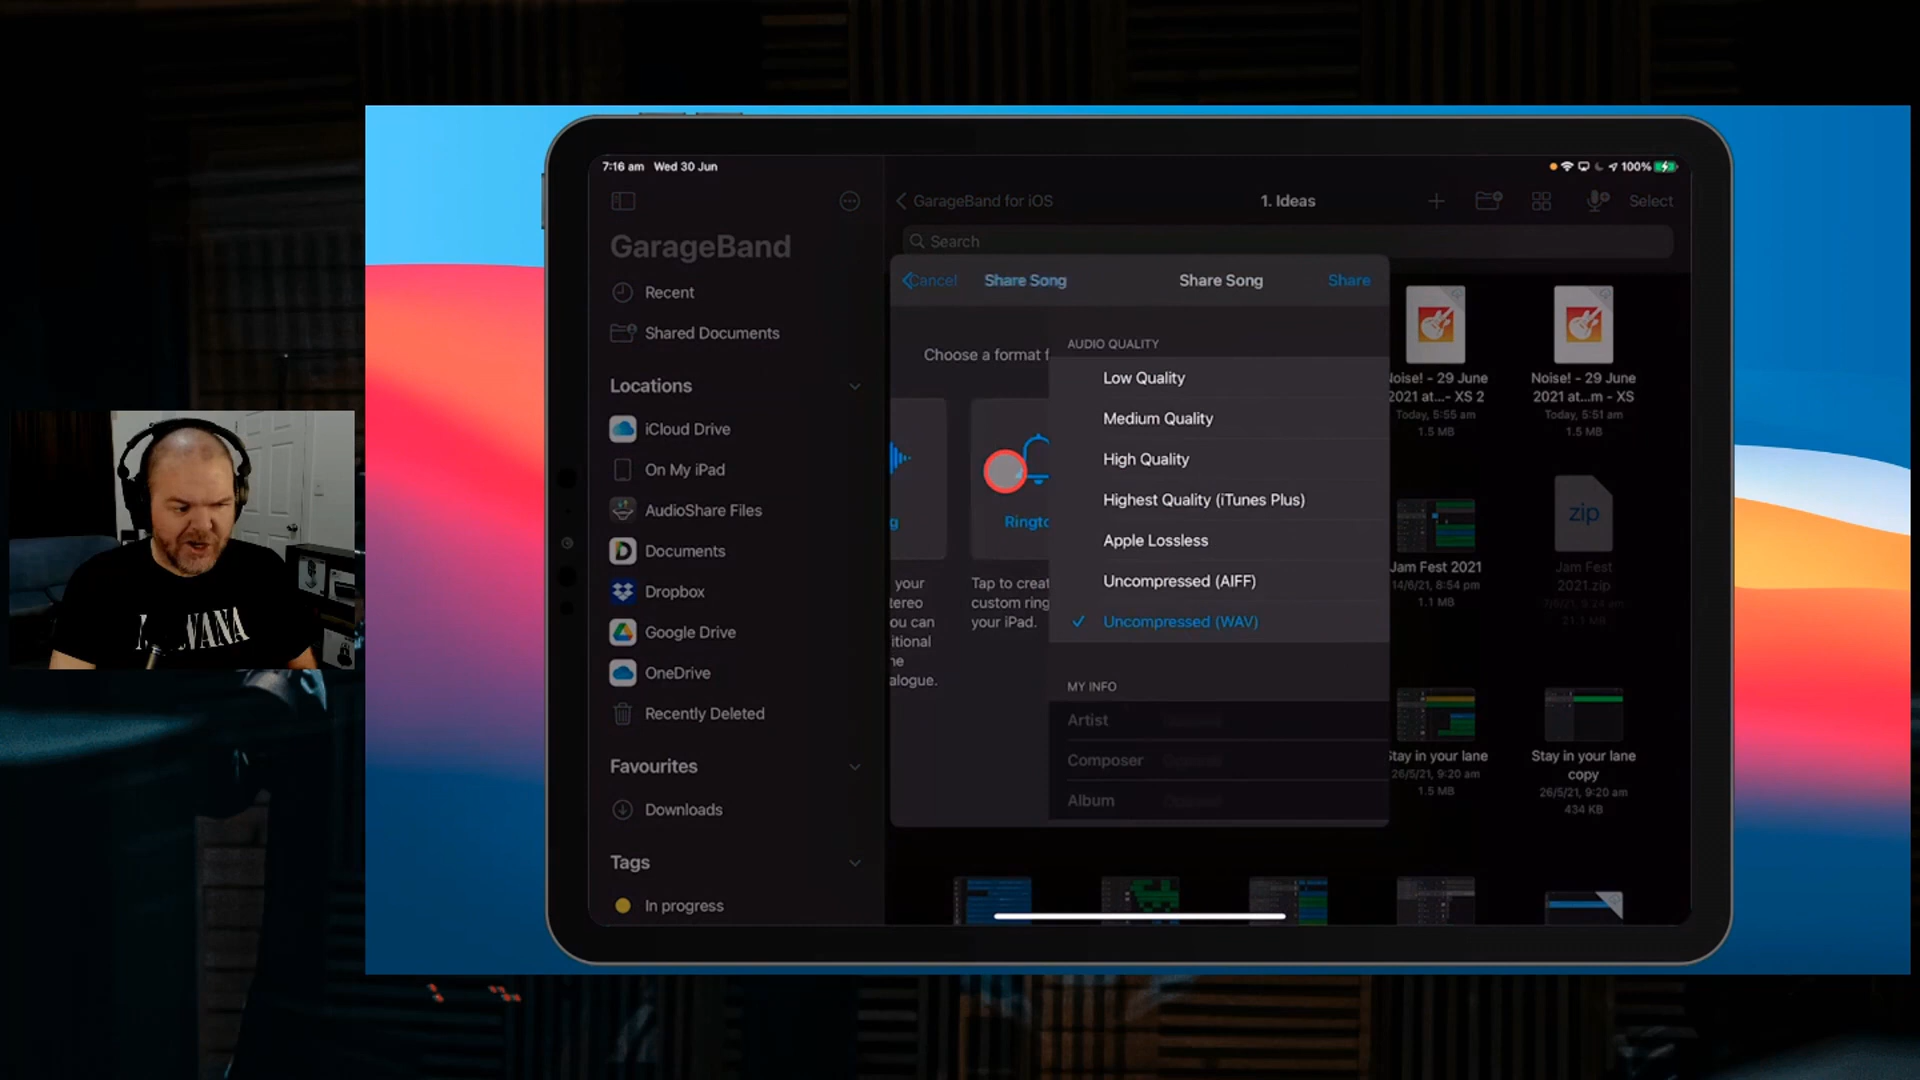 7:16 am Wed 30 Jun
100%
GarageBand
Recent
Shared Documents
Locations
iCloud Drive
On My iPad
AudioShare Files
Documents
Dropbox
Google Drive
OneDrive
Recently Deleted
Favourites
Downloads
Tags
In progress
GarageBand for iOS
1. Ideas
Select
Search
Cancel
Share Song
Share Song
Share
Choose a format f
g
your
tereo
ou can
itional
ne
alogue.
Ringto
Tap to creat
custom ring
your iPad.
AUDIO QUALITY
Low Quality
Medium Quality
High Quality
Highest Quality (iTunes Plus)
Apple Lossless
Uncompressed (AIFF)
Uncompressed (WAV)
MY INFO
Artist
Composer
Album
Noise! - 29 June
2021 at...- XS 2
Today, 5:55 am
1.5 MB
Noise! - 29 June
2021 at...m - XS
Today, 5:51 am
1.5 MB
Jam Fest 2021
14/6/21, 8:54 pm
1.1 MB
zip
Jam Fest
2021.zip
21.1 MB
Stay in your lane
26/5/21, 9:20 am
1.5 MB
Stay in your lane
copy
26/5/21, 9:20 am
434 KB